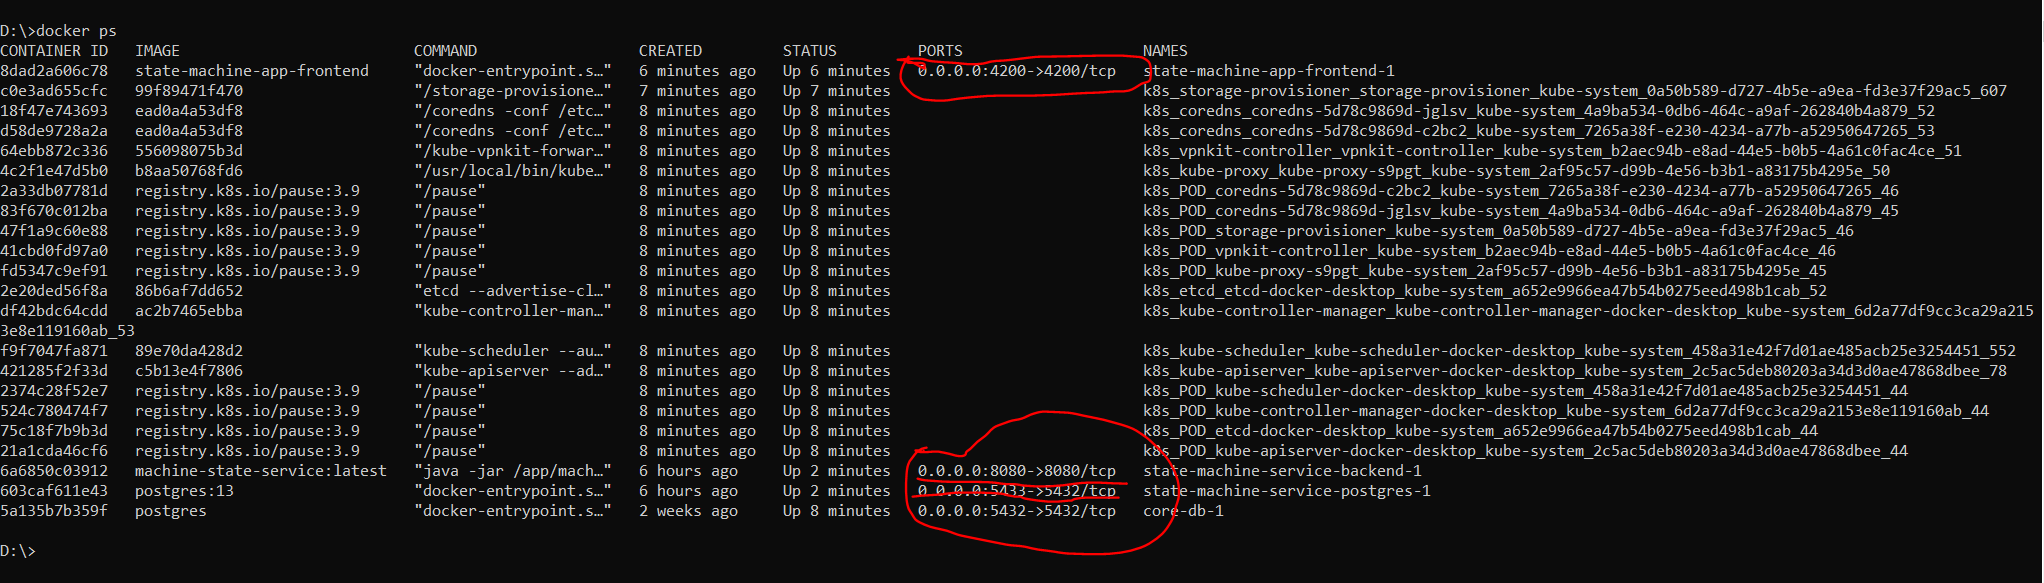 D:\>docker ps
CONTAINER ID IMAGE COMMAND CREATED STATUS PORTS NAMES
8dad2a606c78 state-machine-app-frontend "docker-entrypoint.s…" 6 minutes ago Up 6 minutes 0.0.0.0:4200->4200/tcp state-machine-app-frontend-1
c0e3ad655cfc 99f89471f470 "/storage-provisione…" 7 minutes ago Up 7 minutes k8s_storage-provisioner_storage-provisioner_kube-system_0a50b589-d727-4b5e-a9ea-fd3e37f29ac5_607
18f47e743693 ead0a4a53df8 "/coredns -conf /etc…" 8 minutes ago Up 8 minutes k8s_coredns_coredns-5d78c9869d-jglsv_kube-system_4a9ba534-0db6-464c-a9af-262840b4a879_52
d58de9728a2a ead0a4a53df8 "/coredns -conf /etc…" 8 minutes ago Up 8 minutes k8s_coredns_coredns-5d78c9869d-c2bc2_kube-system_7265a38f-e230-4234-a77b-a52950647265_53
64ebb872c336 556098075b3d "/kube-vpnkit-forwar…" 8 minutes ago Up 8 minutes k8s_vpnkit-controller_vpnkit-controller_kube-system_b2aec94b-e8ad-44e5-b0b5-4a61c0fac4ce_51
4c2f1e47d5b0 b8aa50768fd6 "/usr/local/bin/kube…" 8 minutes ago Up 8 minutes k8s_kube-proxy_kube-proxy-s9pgt_kube-system_2af95c57-d99b-4e56-b3b1-a83175b4295e_50
2a33db07781d registry.k8s.io/pause:3.9 "/pause" 8 minutes ago Up 8 minutes k8s_POD_coredns-5d78c9869d-c2bc2_kube-system_7265a38f-e230-4234-a77b-a52950647265_46
83f670c012ba registry.k8s.io/pause:3.9 "/pause" 8 minutes ago Up 8 minutes k8s_POD_coredns-5d78c9869d-jglsv_kube-system_4a9ba534-0db6-464c-a9af-262840b4a879_45
47f1a9c60e88 registry.k8s.io/pause:3.9 "/pause" 8 minutes ago Up 8 minutes k8s_POD_storage-provisioner_kube-system_0a50b589-d727-4b5e-a9ea-fd3e37f29ac5_46
41cbd0fd97a0 registry.k8s.io/pause:3.9 "/pause" 8 minutes ago Up 8 minutes k8s_POD_vpnkit-controller_kube-system_b2aec94b-e8ad-44e5-b0b5-4a61c0fac4ce_46
fd5347c9ef91 registry.k8s.io/pause:3.9 "/pause" 8 minutes ago Up 8 minutes k8s_POD_kube-proxy-s9pgt_kube-system_2af95c57-d99b-4e56-b3b1-a83175b4295e_45
2e20ded56f8a 86b6af7dd652 "etcd --advertise-cl…" 8 minutes ago Up 8 minutes k8s_etcd_etcd-docker-desktop_kube-system_a652e9966ea47b54b0275eed498b1cab_52
df42bdc64cdd ac2b7465ebba "kube-controller-man…" 8 minutes ago Up 8 minutes k8s_kube-controller-manager_kube-controller-manager-docker-desktop_kube-system_6d2a77df9cc3ca29a215
3e8e119160ab_53
f9f7047fa871 89e70da428d2 "kube-scheduler --au…" 8 minutes ago Up 8 minutes k8s_kube-scheduler_kube-scheduler-docker-desktop_kube-system_458a31e42f7d01ae485acb25e3254451_552
421285f2f33d c5b13e4f7806 "kube-apiserver --ad…" 8 minutes ago Up 8 minutes k8s_kube-apiserver_kube-apiserver-docker-desktop_kube-system_2c5ac5deb80203a34d3d0ae47868dbee_78
2374c28f52e7 registry.k8s.io/pause:3.9 "/pause" 8 minutes ago Up 8 minutes k8s_POD_kube-scheduler-docker-desktop_kube-system_458a31e42f7d01ae485acb25e3254451_44
524c780474f7 registry.k8s.io/pause:3.9 "/pause" 8 minutes ago Up 8 minutes k8s_POD_kube-controller-manager-docker-desktop_kube-system_6d2a77df9cc3ca29a2153e8e119160ab_44
75c18f7b9b3d registry.k8s.io/pause:3.9 "/pause" 8 minutes ago Up 8 minutes k8s_POD_etcd-docker-desktop_kube-system_a652e9966ea47b54b0275eed498b1cab_44
21a1cda46cf6 registry.k8s.io/pause:3.9 "/pause" 8 minutes ago Up 8 minutes k8s_POD_kube-apiserver-docker-desktop_kube-system_2c5ac5deb80203a34d3d0ae47868dbee_44
6a6850c03912 machine-state-service:latest "java -jar /app/mach…" 6 hours ago Up 2 minutes 0.0.0.0:8080->8080/tcp state-machine-service-backend-1
603caf611e43 postgres:13 "docker-entrypoint.s…" 6 hours ago Up 2 minutes 0.0.0.0:5433->5432/tcp state-machine-service-postgres-1
5a135b7b359f postgres "docker-entrypoint.s…" 2 weeks ago Up 8 minutes 0.0.0.0:5432->5432/tcp core-db-1
D:\>